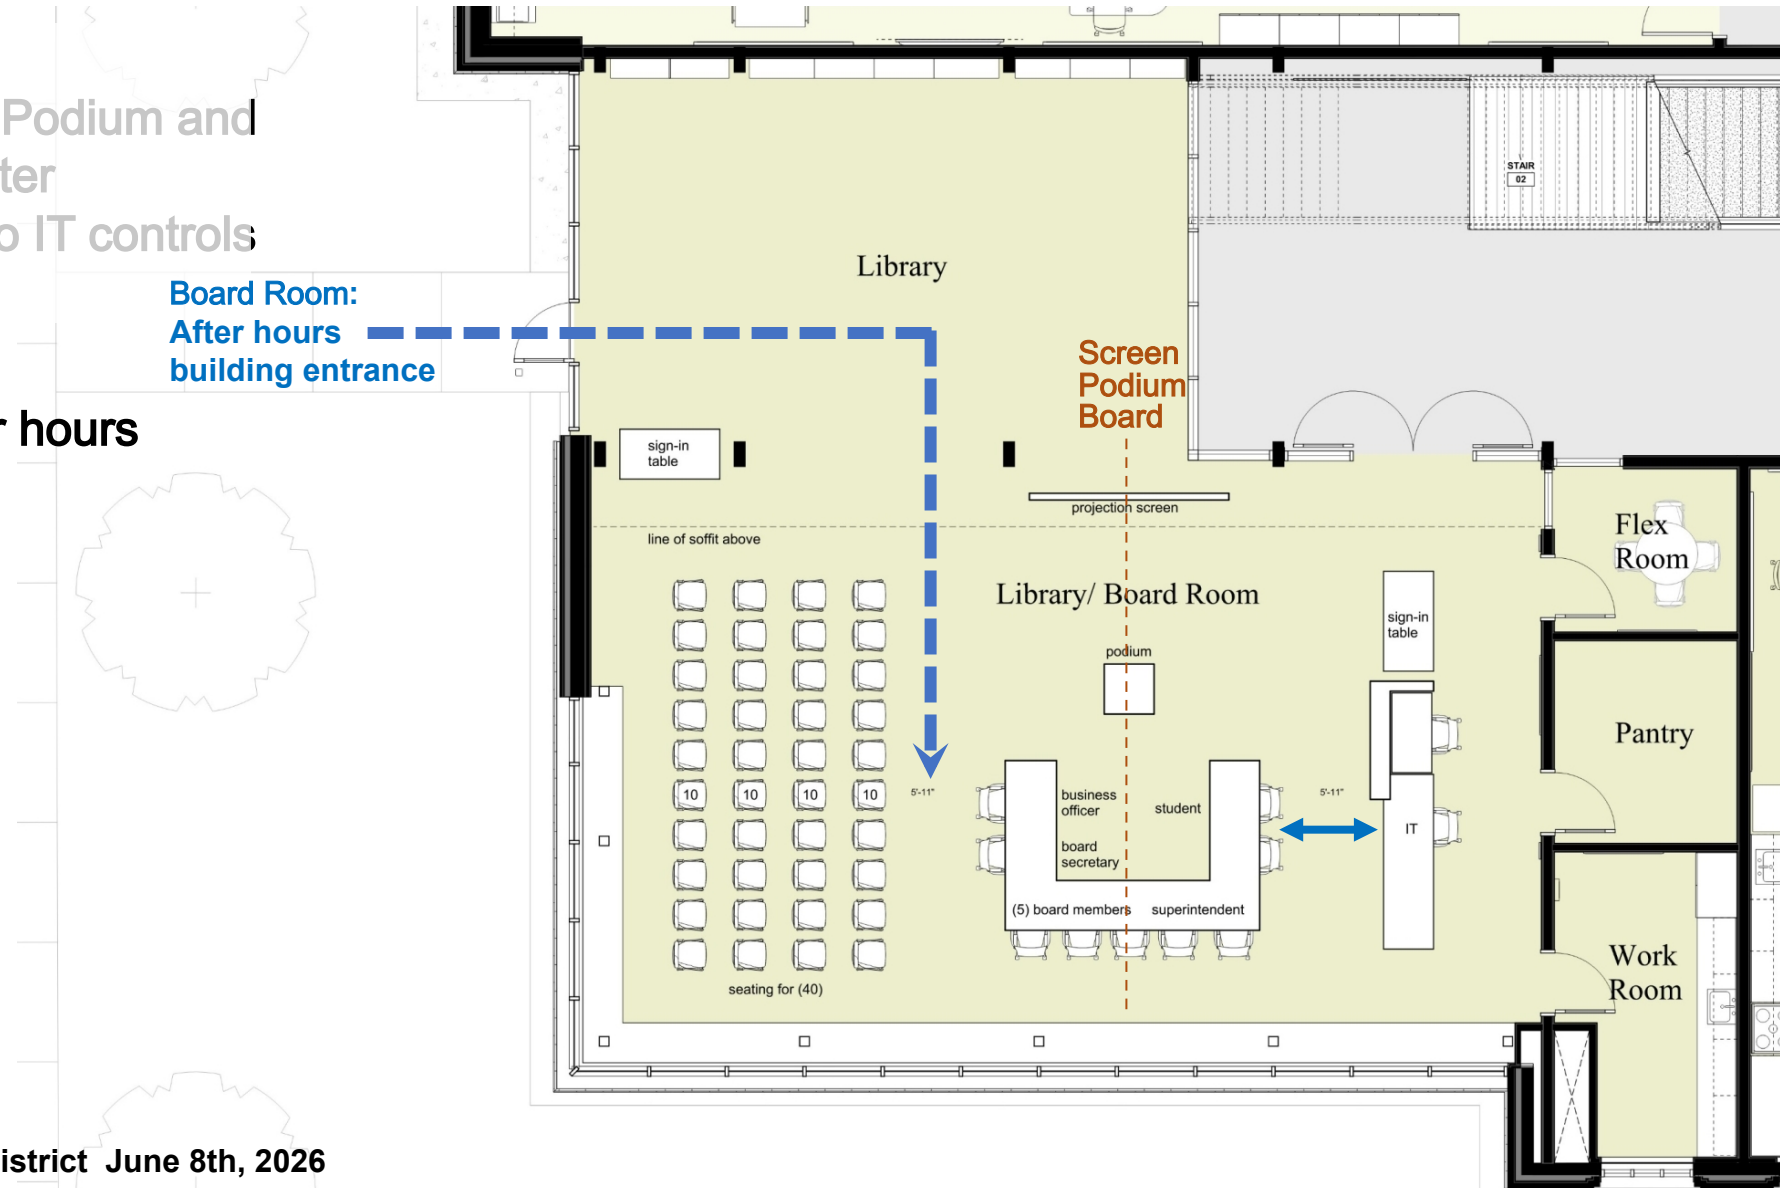 Podium and
ter
o IT controls
Board Room:
After hours
building entrance
r hours
Library
STAIR
02
Screen
Podium
Board
sign-in
table
projection screen
line of soffit above
Flex
Room
Library/ Board Room
sign-in
table
podium
Pantry
10 10 10 10
5'-11"
business
officer
student
5'-11"
IT
board
secretary
(5) board members superintendent
Work
Room
seating for (40)
istrict June 8th, 2026